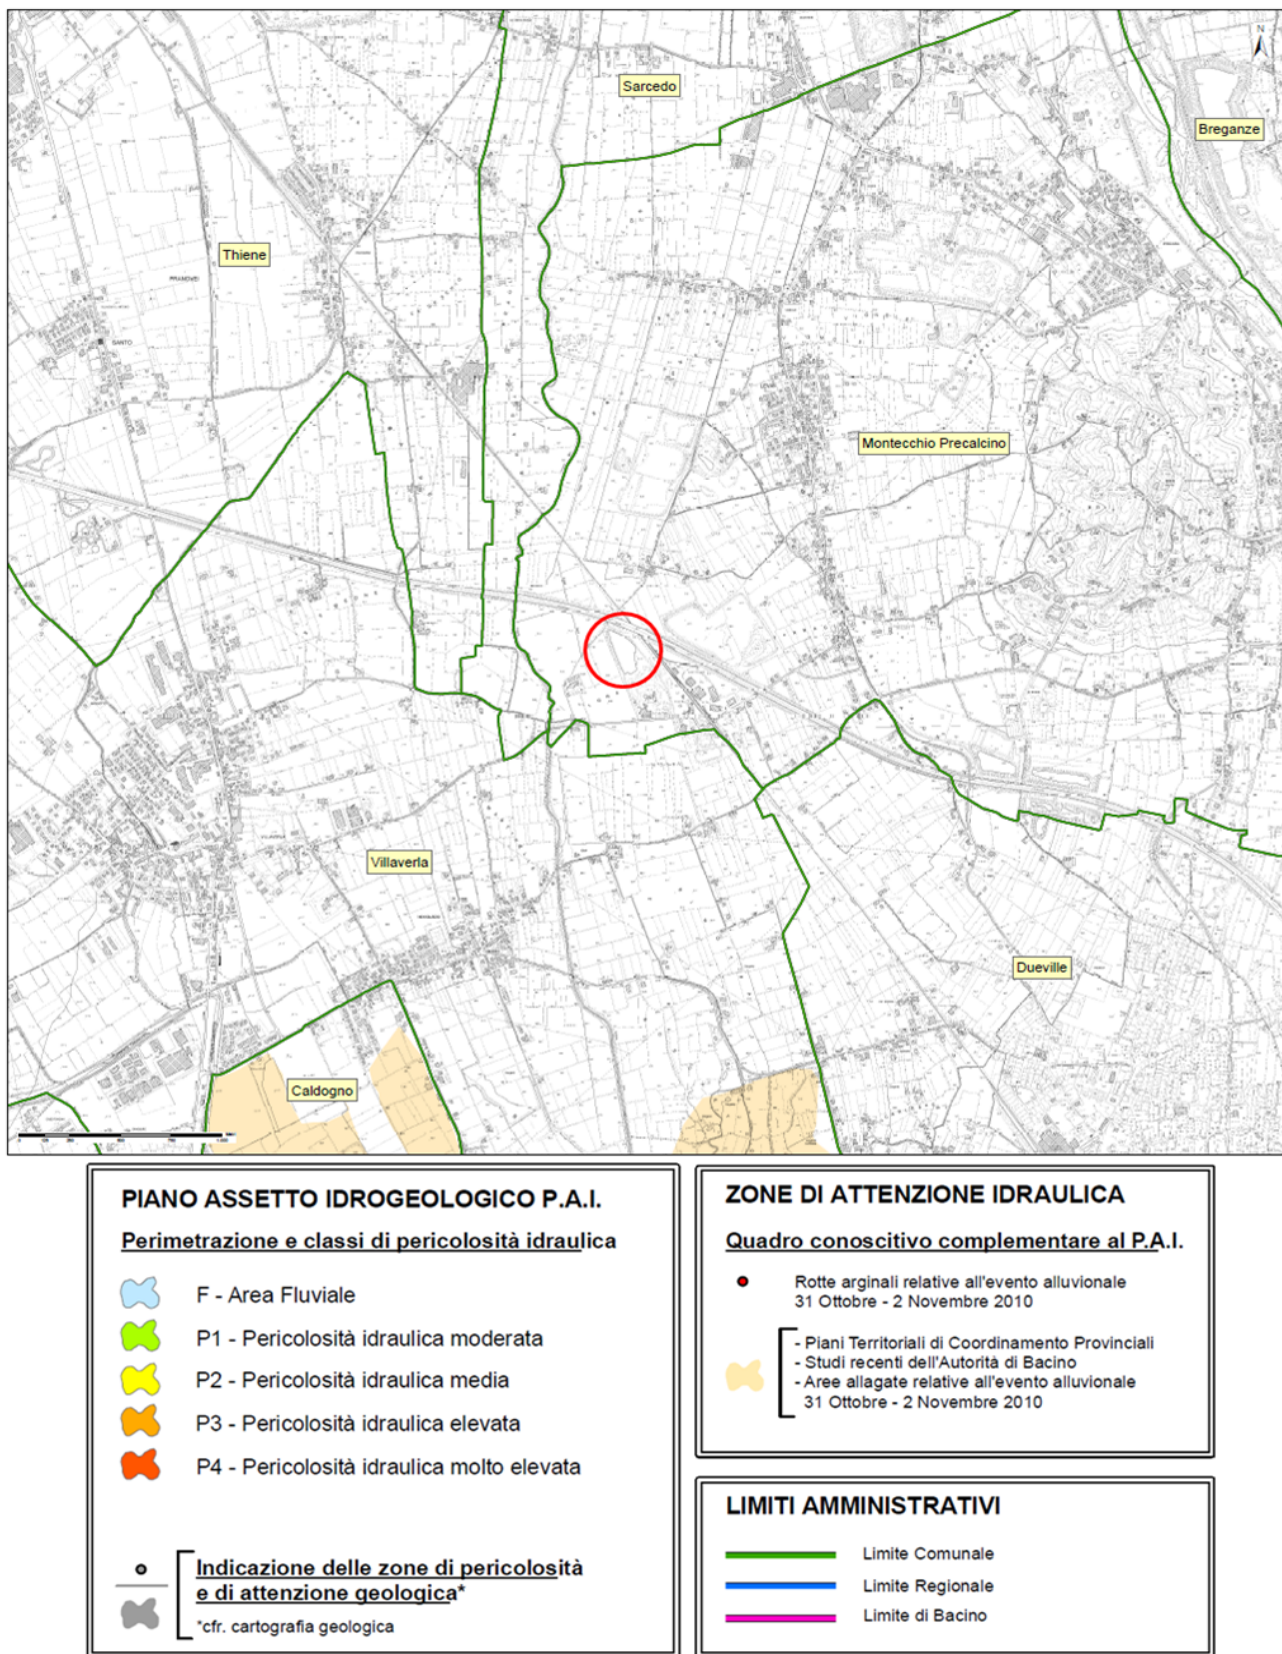 N
Sarcedo
Breganze
Thiene
SANTO
Montecchio Precalcino
Villaverla
Dueville
Caldogno
PIANO ASSETTO IDROGEOLOGICO P.A.I.
Perimetrazione e classi di pericolosità idraulica
F - Area Fluviale
P1 - Pericolosità idraulica moderata
P2 - Pericolosità idraulica media
P3 - Pericolosità idraulica elevata
P4 - Pericolosità idraulica molto elevata
Indicazione delle zone di pericolosità
e di attenzione geologica*
*cfr. cartografia geologica
ZONE DI ATTENZIONE IDRAULICA
Quadro conoscitivo complementare al P.A.I.
Rotte arginali relative all'evento alluvionale
31 Ottobre - 2 Novembre 2010
- Piani Territoriali di Coordinamento Provinciali
- Studi recenti dell'Autorità di Bacino
- Aree allagate relative all'evento alluvionale
31 Ottobre - 2 Novembre 2010
LIMITI AMMINISTRATIVI
Limite Comunale
Limite Regionale
Limite di Bacino